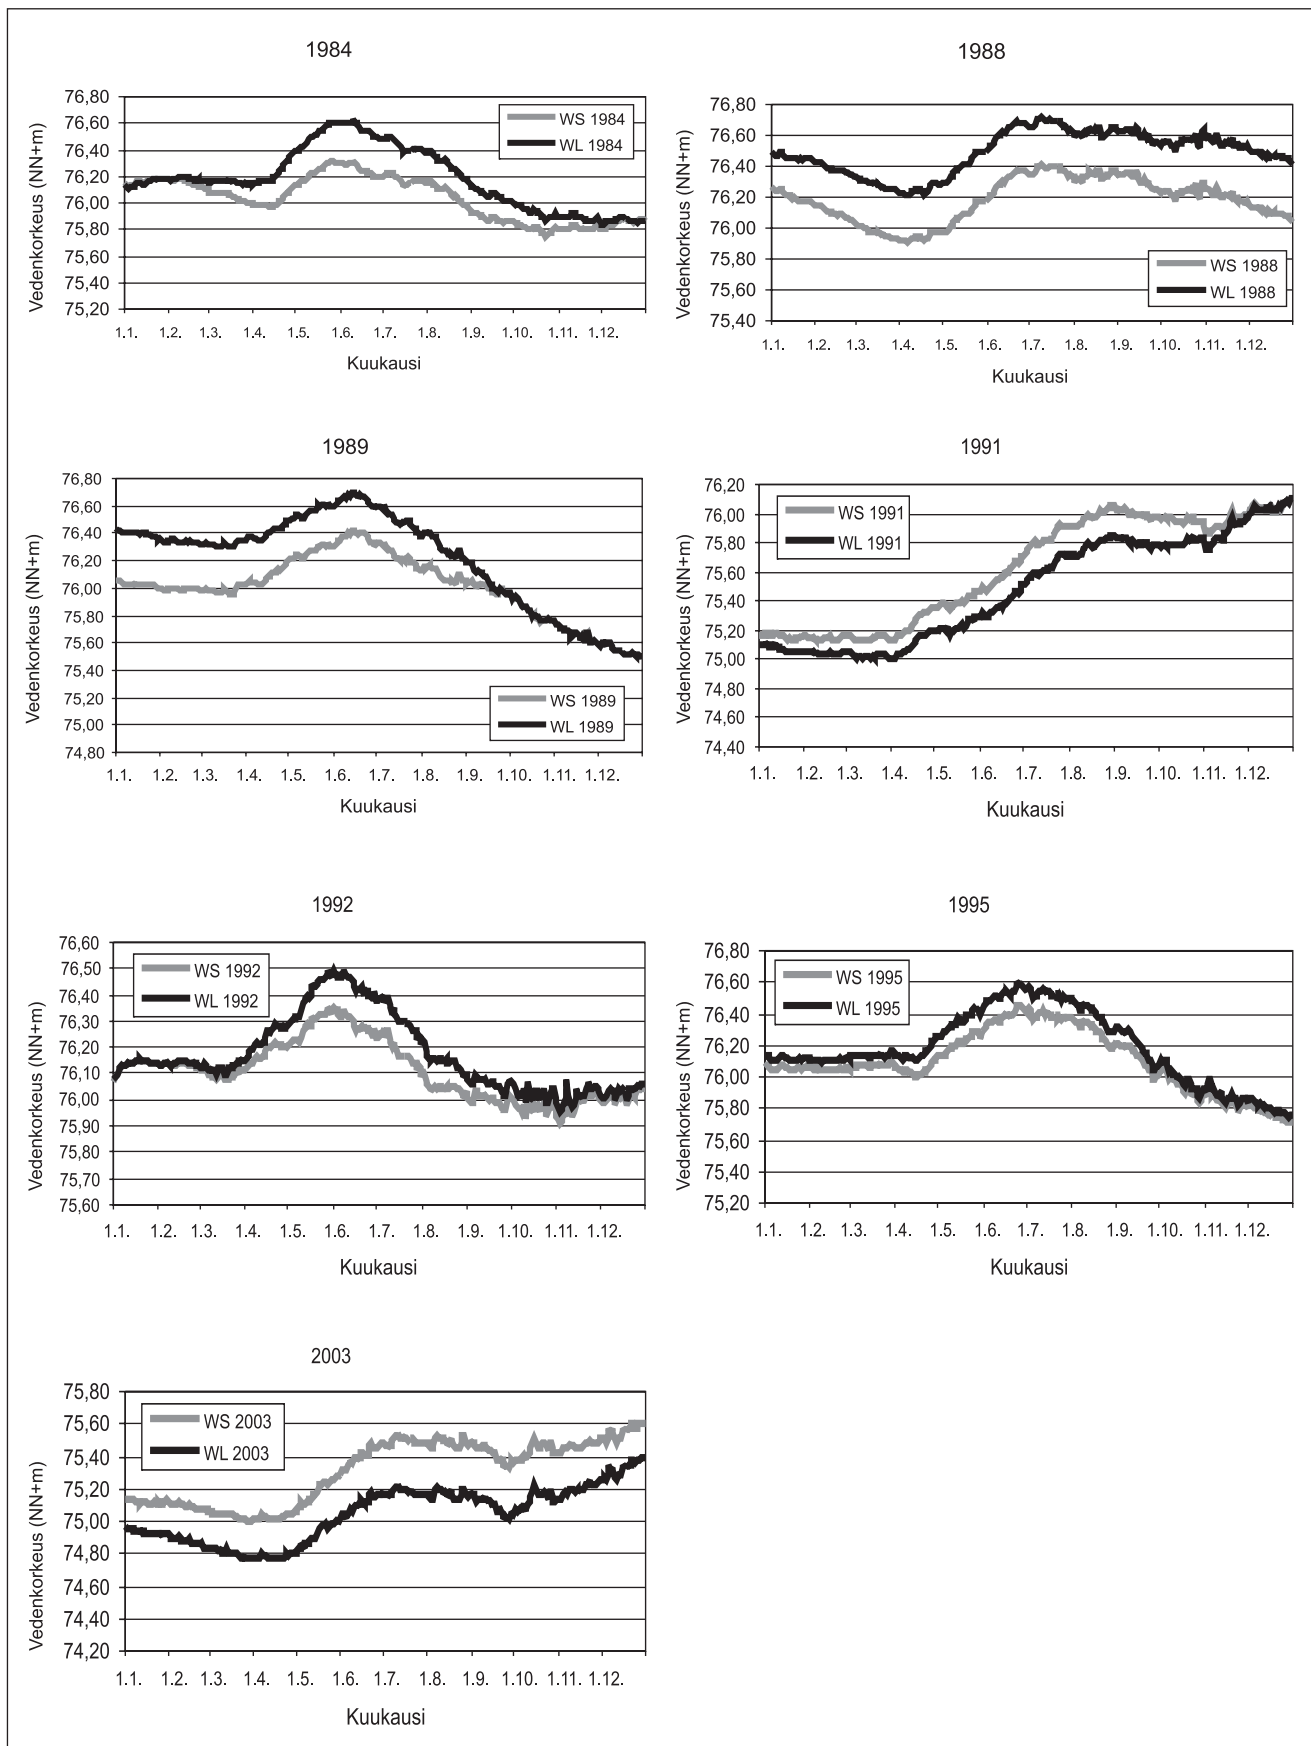 1984
Vedenkorkeus (NN+m)
76,80
76,60
76,40
76,20
76,00
75,80
75,60
75,40
75,20
WS 1984
WL 1984
1.1. 1.2. 1.3. 1.4. 1.5. 1.6. 1.7. 1.8. 1.9. 1.10. 1.11. 1.12.
Kuukausi
1988
Vedenkorkeus (NN+m)
76,80
76,60
76,40
76,20
76,00
75,80
75,60
75,40
WS 1988
WL 1988
1.1. 1.2. 1.3. 1.4. 1.5. 1.6. 1.7. 1.8. 1.9. 1.10. 1.11. 1.12.
Kuukausi
1989
Vedenkorkeus (NN+m)
76,80
76,60
76,40
76,20
76,00
75,80
75,60
75,40
75,20
75,00
74,80
WS 1989
WL 1989
1.1. 1.2. 1.3. 1.4. 1.5. 1.6. 1.7. 1.8. 1.9. 1.10. 1.11. 1.12.
Kuukausi
1991
Vedenkorkeus (NN+m)
76,20
76,00
75,80
75,60
75,40
75,20
75,00
74,80
74,60
74,40
WS 1991
WL 1991
1.1. 1.2. 1.3. 1.4. 1.5. 1.6. 1.7. 1.8. 1.9. 1.10. 1.11. 1.12.
Kuukausi
1992
Vedenkorkeus (NN+m)
76,60
76,50
76,40
76,30
76,20
76,10
76,00
75,90
75,80
75,70
75,60
WS 1992
WL 1992
1.1. 1.2. 1.3. 1.4. 1.5. 1.6. 1.7. 1.8. 1.9. 1.10. 1.11. 1.12.
Kuukausi
1995
Vedenkorkeus (NN+m)
76,80
76,60
76,40
76,20
76,00
75,80
75,60
75,40
75,20
WS 1995
WL 1995
1.1. 1.2. 1.3. 1.4. 1.5. 1.6. 1.7. 1.8. 1.9. 1.10. 1.11. 1.12.
Kuukausi
2003
Vedenkorkeus (NN+m)
75,80
75,60
75,40
75,20
75,00
74,80
74,60
74,40
74,20
WS 2003
WL 2003
1.1. 1.2. 1.3. 1.4. 1.5. 1.6. 1.7. 1.8. 1.9. 1.10. 1.11. 1.12.
Kuukausi